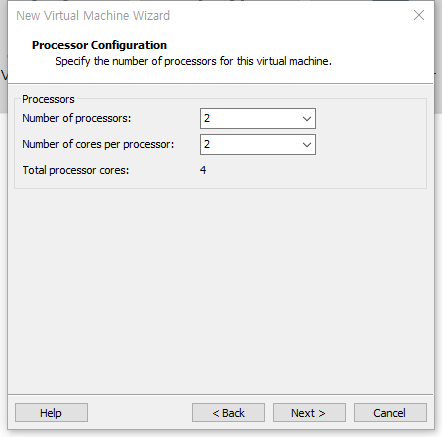 New Virtual Machine Wizard
Processor Configuration
Specify the number of processors for this virtual machine.
Processors
Number of processors: 2
Number of cores per processor: 2
Total processor cores: 4
Help < Back Next > Cancel